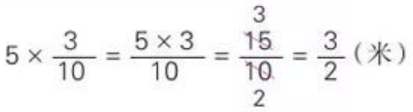 5 × 3/10 = (5 × 3)/10 = 15/10 = 3/2 (米)
3
2